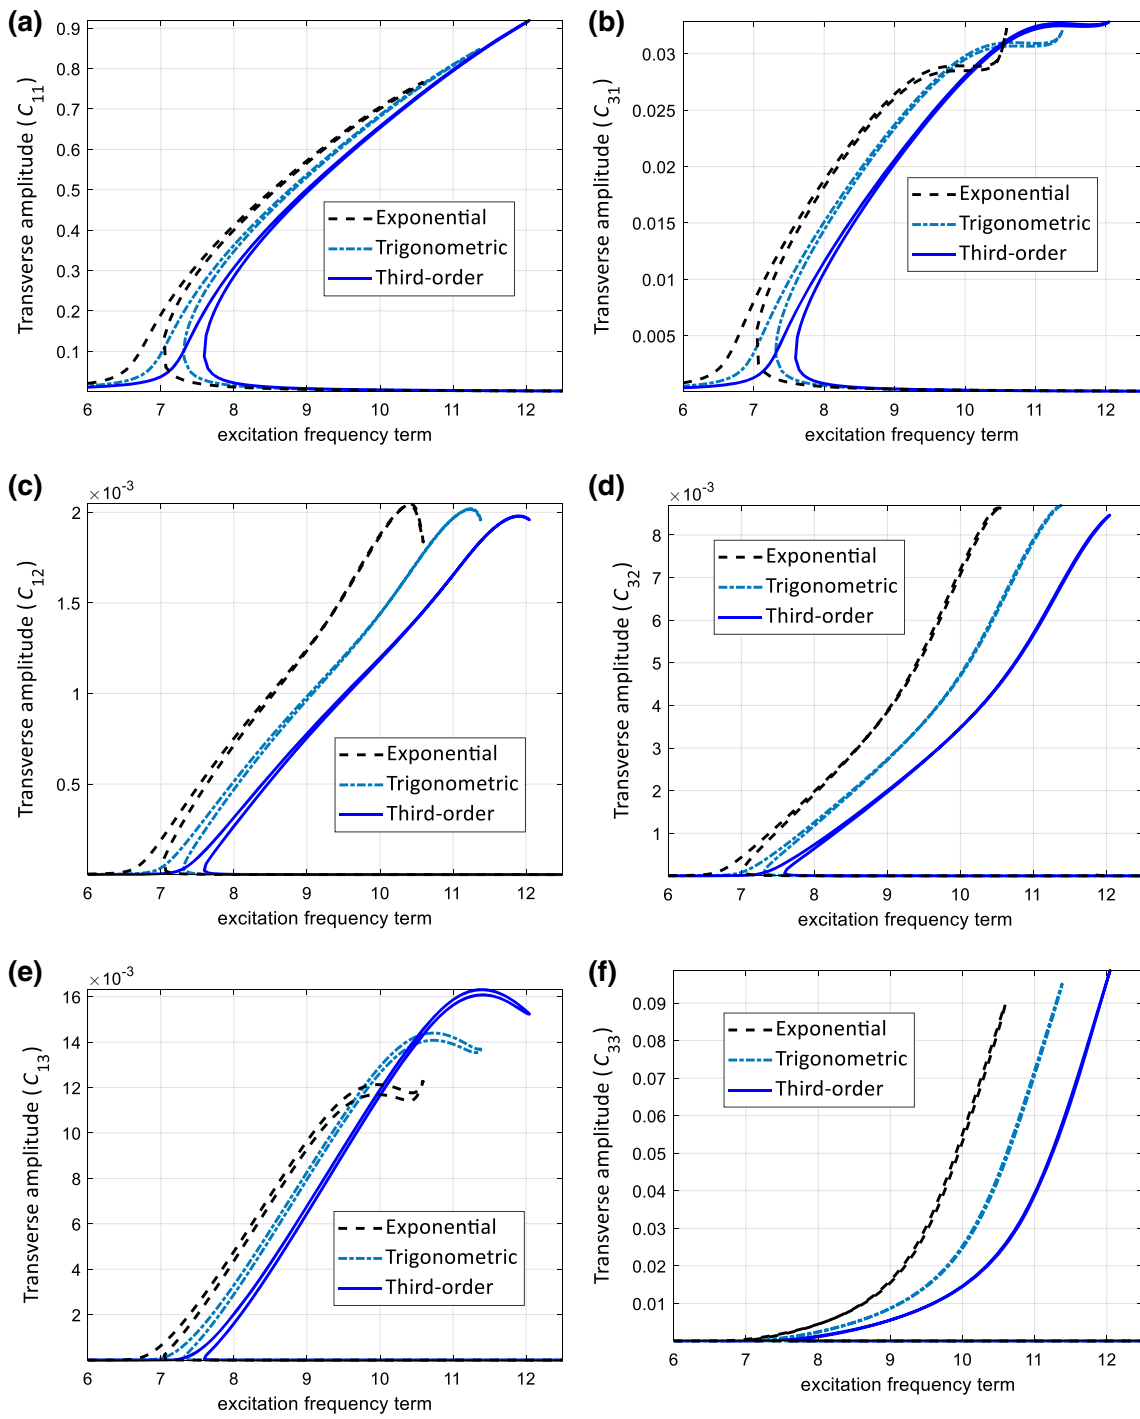 (a)
Transverse amplitude (C11)
0.9
0.8
0.7
0.6
0.5
0.4
0.3
0.2
0.1
6 7 8 9 10 11 12
excitation frequency term
Exponential
Trigonometric
Third-order
(b)
Transverse amplitude (C31)
0.03
0.025
0.02
0.015
0.01
0.005
6 7 8 9 10 11 12
excitation frequency term
Exponential
Trigonometric
Third-order
(c)
×10-3
Transverse amplitude (C12)
2
1.5
1
0.5
6 7 8 9 10 11 12
excitation frequency term
Exponential
Trigonometric
Third-order
(d)
×10-3
Transverse amplitude (C32)
8
7
6
5
4
3
2
1
6 7 8 9 10 11 12
excitation frequency term
Exponential
Trigonometric
Third-order
(e)
×10-3
Transverse amplitude (C13)
16
14
12
10
8
6
4
2
6 7 8 9 10 11 12
excitation frequency term
Exponential
Trigonometric
Third-order
(f)
Transverse amplitude (C33)
0.09
0.08
0.07
0.06
0.05
0.04
0.03
0.02
0.01
6 7 8 9 10 11 12
excitation frequency term
Exponential
Trigonometric
Third-order